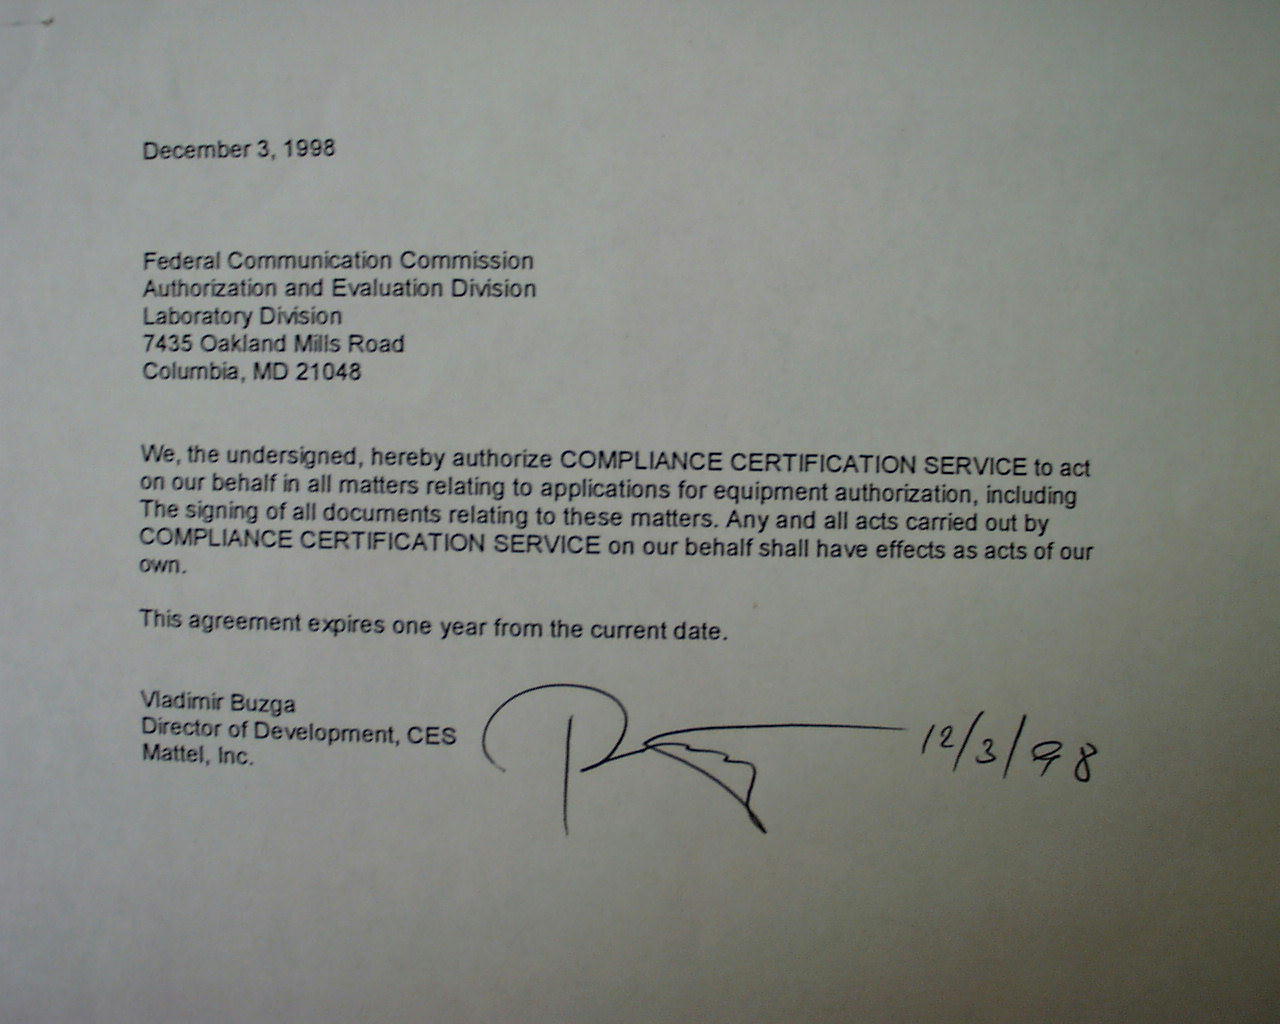 December 3, 1998
Federal Communication Commission
Authorization and Evaluation Division
Laboratory Division
7435 Oakland Mills Road
Columbia, MD 21048
We, the undersigned, hereby authorize COMPLIANCE CERTIFICATION SERVICE to act
on our behalf in all matters relating to applications for equipment authorization, including
The signing of all documents relating to these matters. Any and all acts carried out by
COMPLIANCE CERTIFICATION SERVICE on our behalf shall have effects as acts of our
own.
This agreement expires one year from the current date.
Vladimir Buzga
Director of Development, CES
Mattel, Inc.
12/3/98